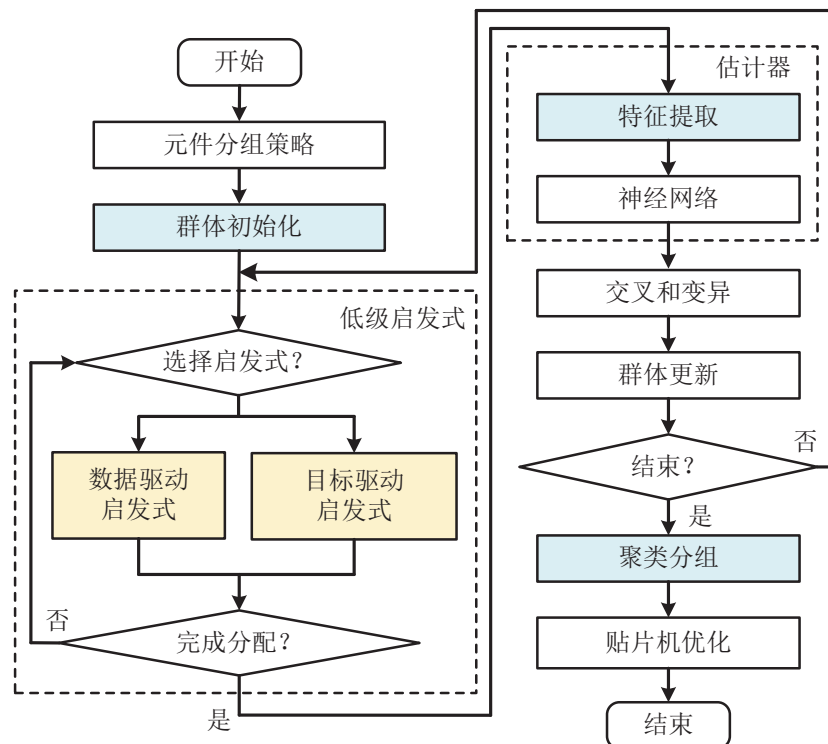 开始
元件分组策略
群体初始化
低级启发式
选择启发式？
数据驱动
启发式
目标驱动
启发式
否
完成分配？
是
估计器
特征提取
神经网络
交叉和变异
群体更新
否
结束？
是
聚类分组
贴片机优化
结束